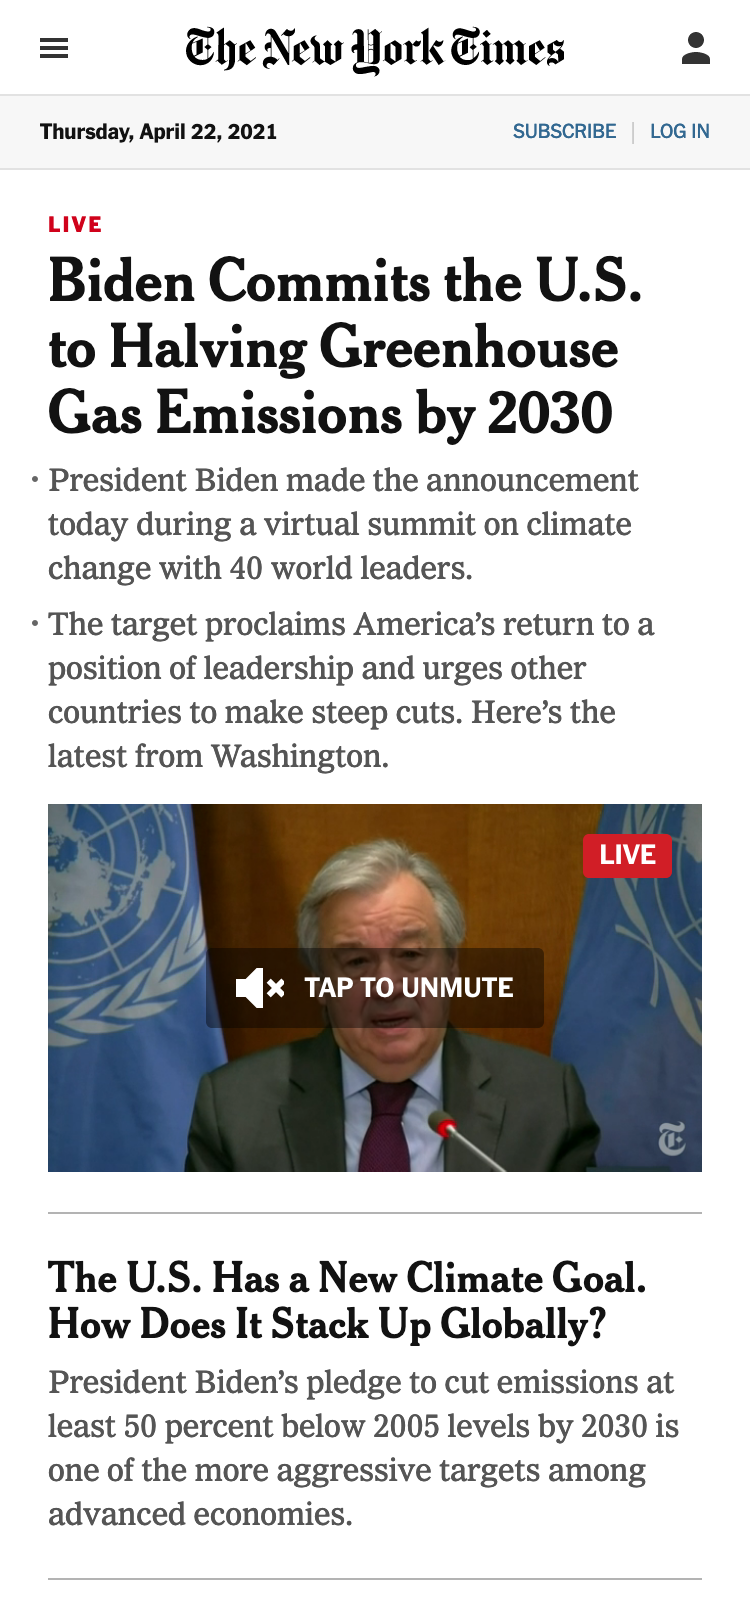 The New York Times
Thursday, April 22, 2021
SUBSCRIBE
LOG IN
LIVE
Biden Commits the U.S.
to Halving Greenhouse
Gas Emissions by 2030
• President Biden made the announcement
today during a virtual summit on climate
change with 40 world leaders.
• The target proclaims America’s return to a
position of leadership and urges other
countries to make steep cuts. Here’s the
latest from Washington.
LIVE
TAP TO UNMUTE
T
The U.S. Has a New Climate Goal.
How Does It Stack Up Globally?
President Biden’s pledge to cut emissions at
least 50 percent below 2005 levels by 2030 is
one of the more aggressive targets among
advanced economies.